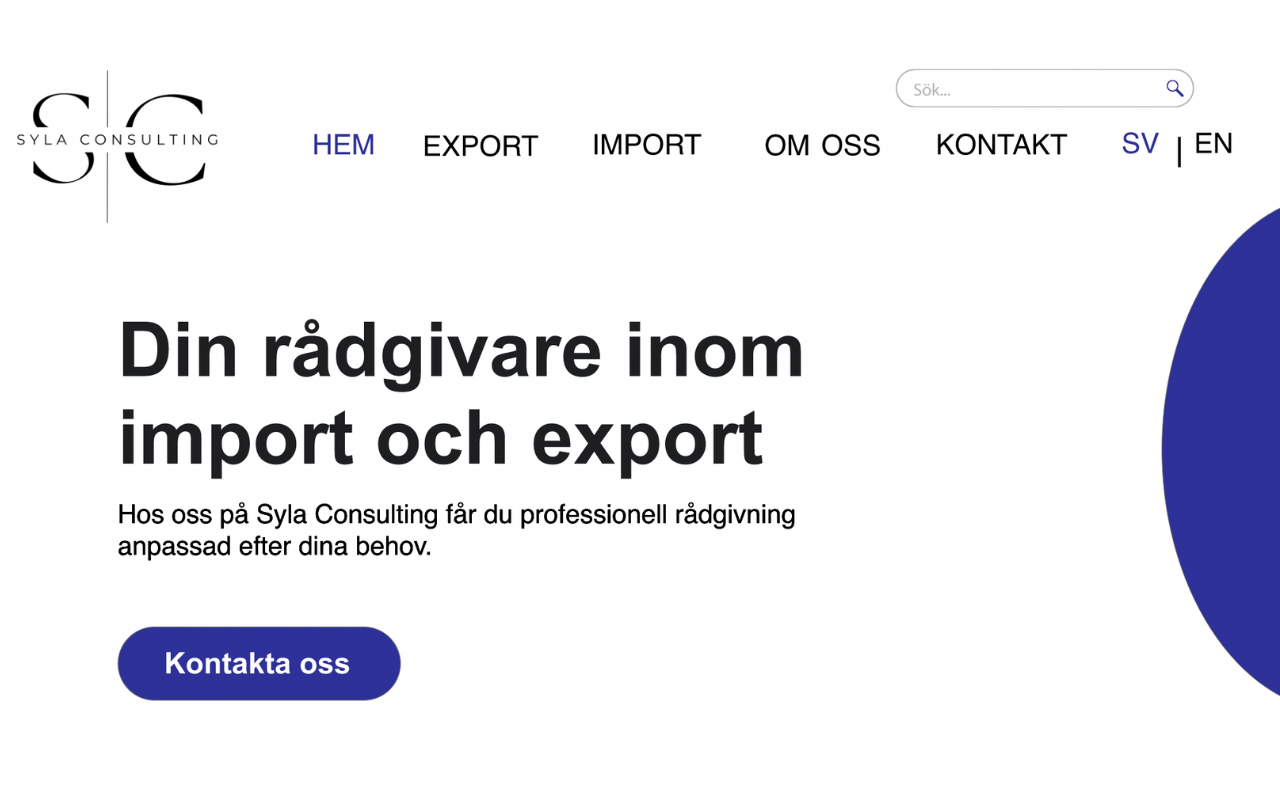 S C
SYLA CONSULTING
Sök...
HEM EXPORT IMPORT OM OSS KONTAKT SV | EN
Din rådgivare inom
import och export
Hos oss på Syla Consulting får du professionell rådgivning
anpassad efter dina behov.
Kontakta oss